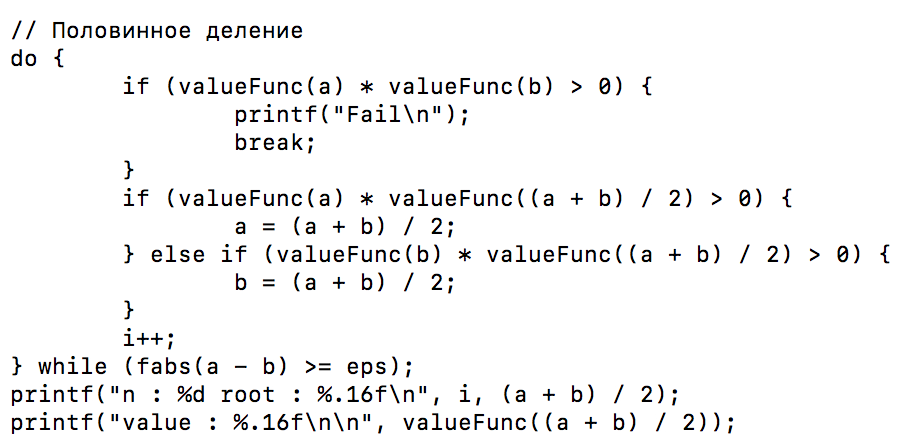 // Половинное деление
do {
        if (valueFunc(a) * valueFunc(b) > 0) {
                printf("Fail\n");
                break;
        }
        if (valueFunc(a) * valueFunc((a + b) / 2) > 0) {
                a = (a + b) / 2;
        } else if (valueFunc(b) * valueFunc((a + b) / 2) > 0) {
                b = (a + b) / 2;
        }
        i++;
} while (fabs(a – b) >= eps);
printf("n : %d root : %.16f\n", i, (a + b) / 2);
printf("value : %.16f\n\n", valueFunc((a + b) / 2));